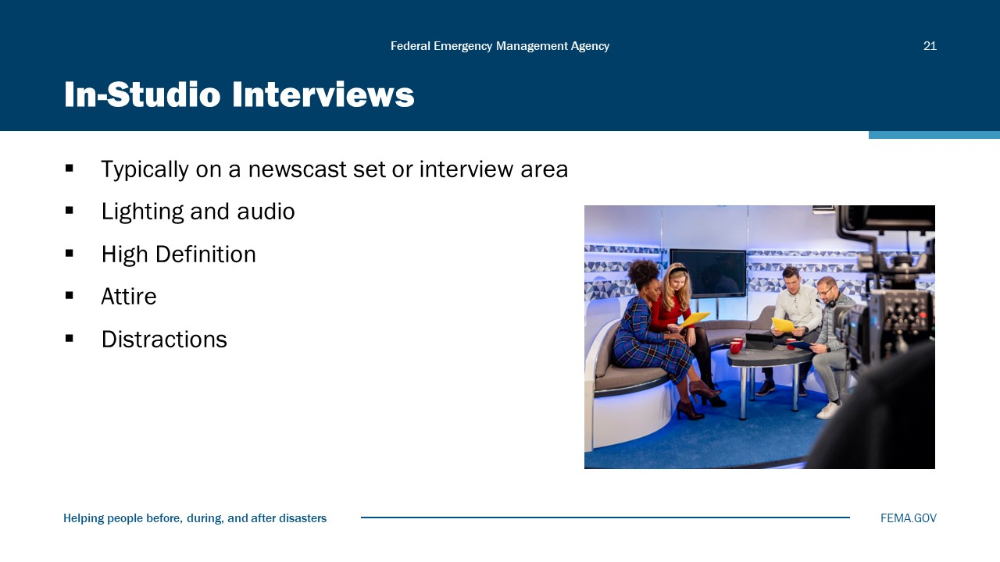 Federal Emergency Management Agency
21
In-Studio Interviews
▪ Typically on a newscast set or interview area
▪ Lighting and audio
▪ High Definition
▪ Attire
▪ Distractions
Helping people before, during, and after disasters
FEMA.GOV